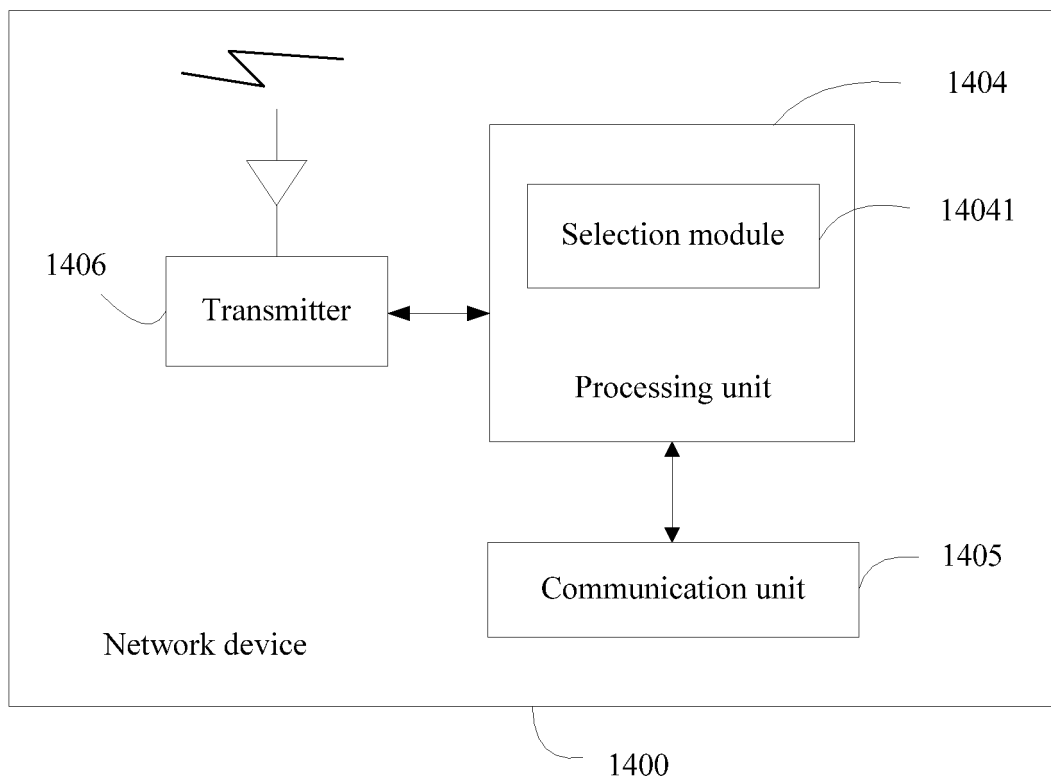 1404
14041
Selection module
1406
Transmitter
Processing unit
1405
Communication unit
Network device
1400